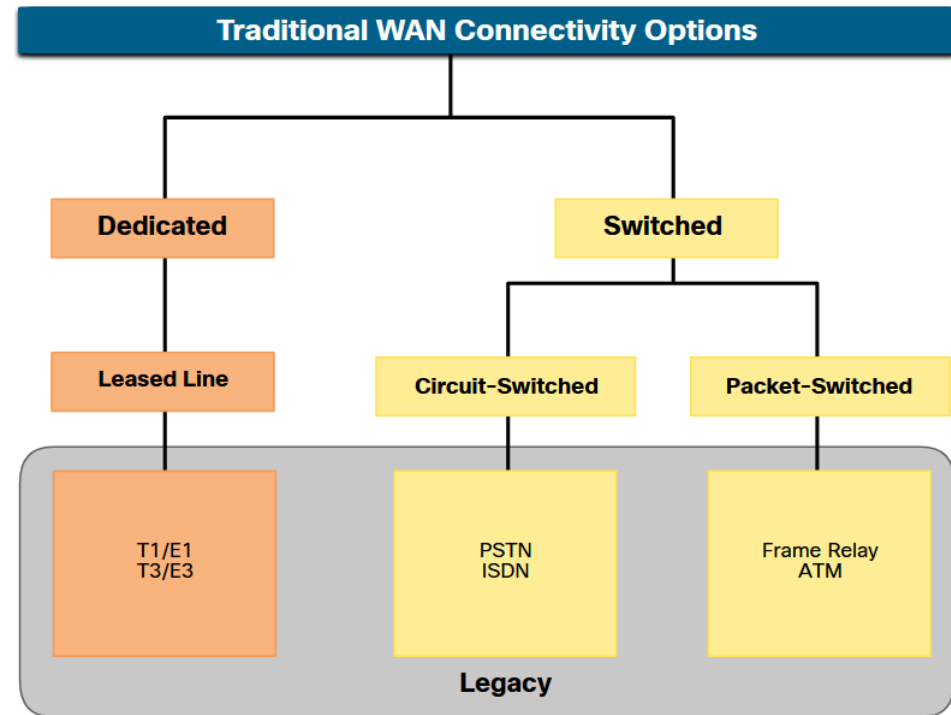 Traditional WAN Connectivity Options
Dedicated
Switched
Leased Line
Circuit-Switched
Packet-Switched
T1/E1
T3/E3
PSTN
ISDN
Frame Relay
ATM
Legacy